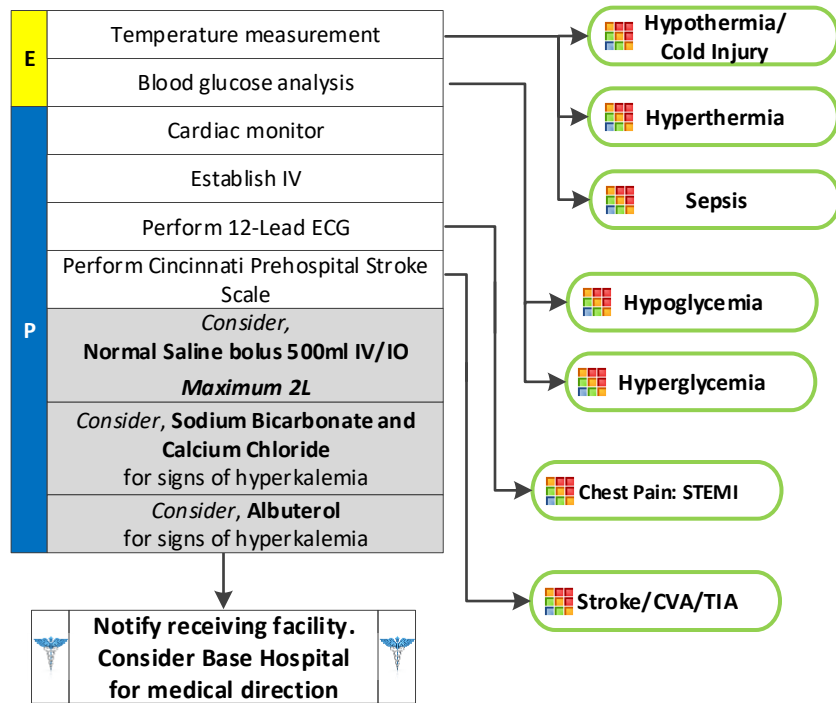 E
Temperature measurement
Blood glucose analysis
P
Cardiac monitor
Establish IV
Perform 12-Lead ECG
Perform Cincinnati Prehospital Stroke
Scale
Consider,
Normal Saline bolus 500ml IV/IO
Maximum 2L
Consider, Sodium Bicarbonate and
Calcium Chloride
for signs of hyperkalemia
Consider, Albuterol
for signs of hyperkalemia
Notify receiving facility.
Consider Base Hospital
for medical direction
Hypothermia/
Cold Injury
Hyperthermia
Sepsis
Hypoglycemia
Hyperglycemia
Chest Pain: STEMI
Stroke/CVA/TIA